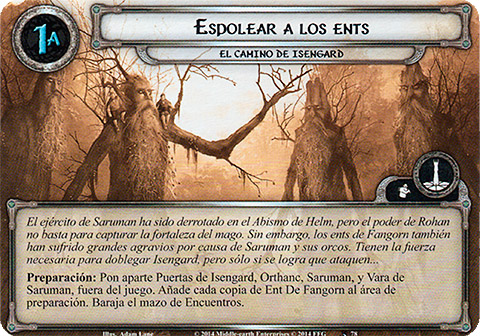 1A
ESPOLEAR A LOS ENTS
EL CAMINO DE ISENGARD
El ejército de Saruman ha sido derrotado en el Abismo de Helm, pero el poder de Rohan
no basta para capturar la fortaleza del mago. Sin embargo, los ents de Fangorn también
han sufrido grandes agravios por causa de Saruman y sus orcos. Tienen la fuerza
necesaria para doblegar Isengard, pero sólo si se logra que ataquen...
Preparación: Pon aparte Puertas de Isengard, Orthanc, Saruman, y Vara de
Saruman, fuera del juego. Añade cada copia de Ent De Fangorn al área de
preparación. Baraja el mazo de Encuentros.
Illus. Adam Lane © 2014 Middle-earth Enterprises © 2014 FFG 78